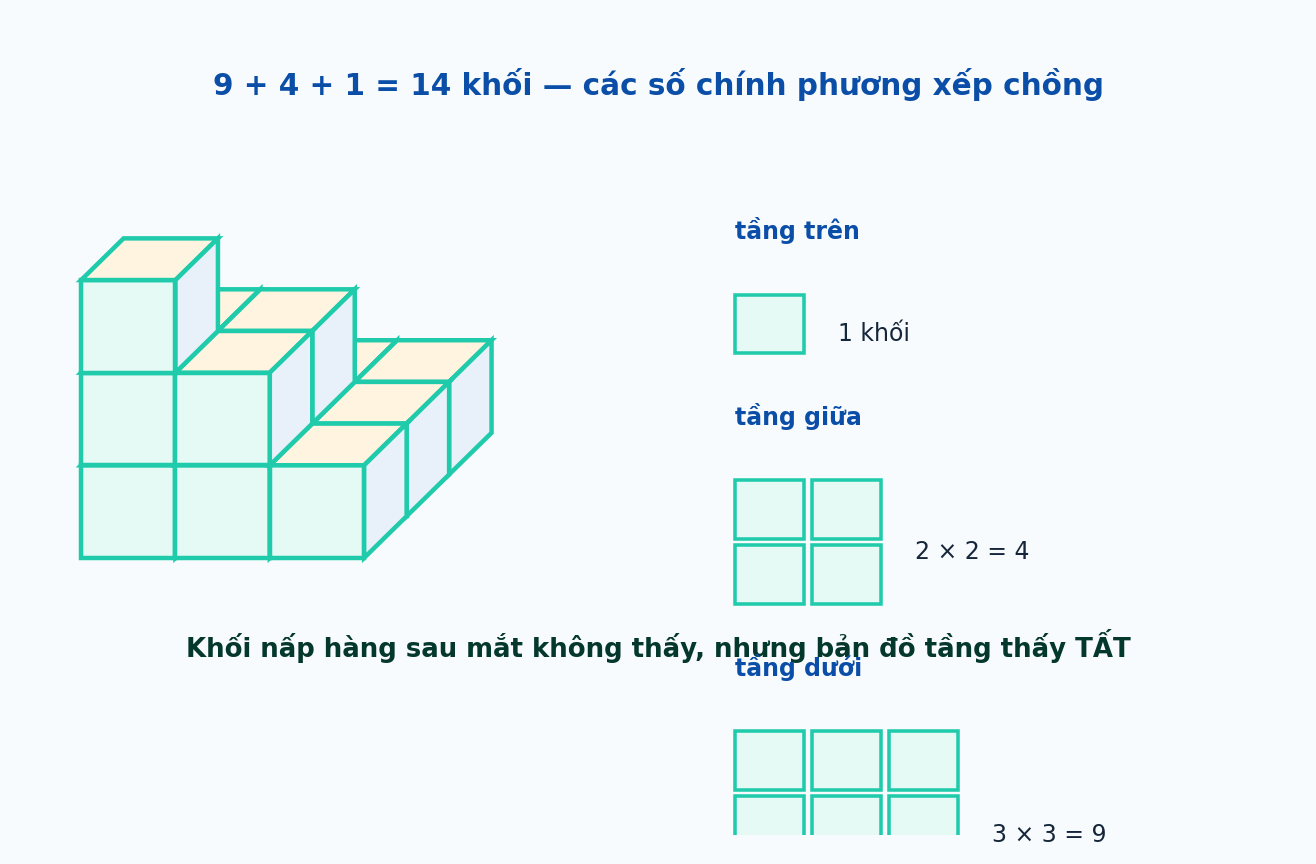 9 + 4 + 1 = 14 khối — các số chính phương xếp chồng
tầng trên
1 khối
tầng giữa
2 × 2 = 4
Khối nấp hàng sau mắt không thấy, nhưng bản đồ tầng thấy TẤT
tầng dưới
3 × 3 = 9